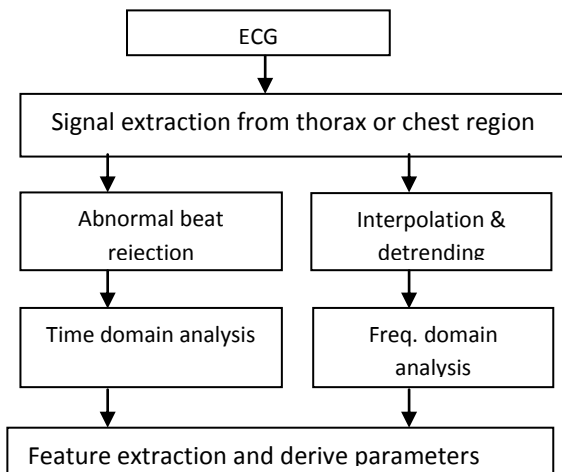 ECG
Signal extraction from thorax or chest region
Abnormal beat
rejection
Interpolation &
detrending
Time domain analysis
Freq. domain
analysis
Feature extraction and derive parameters